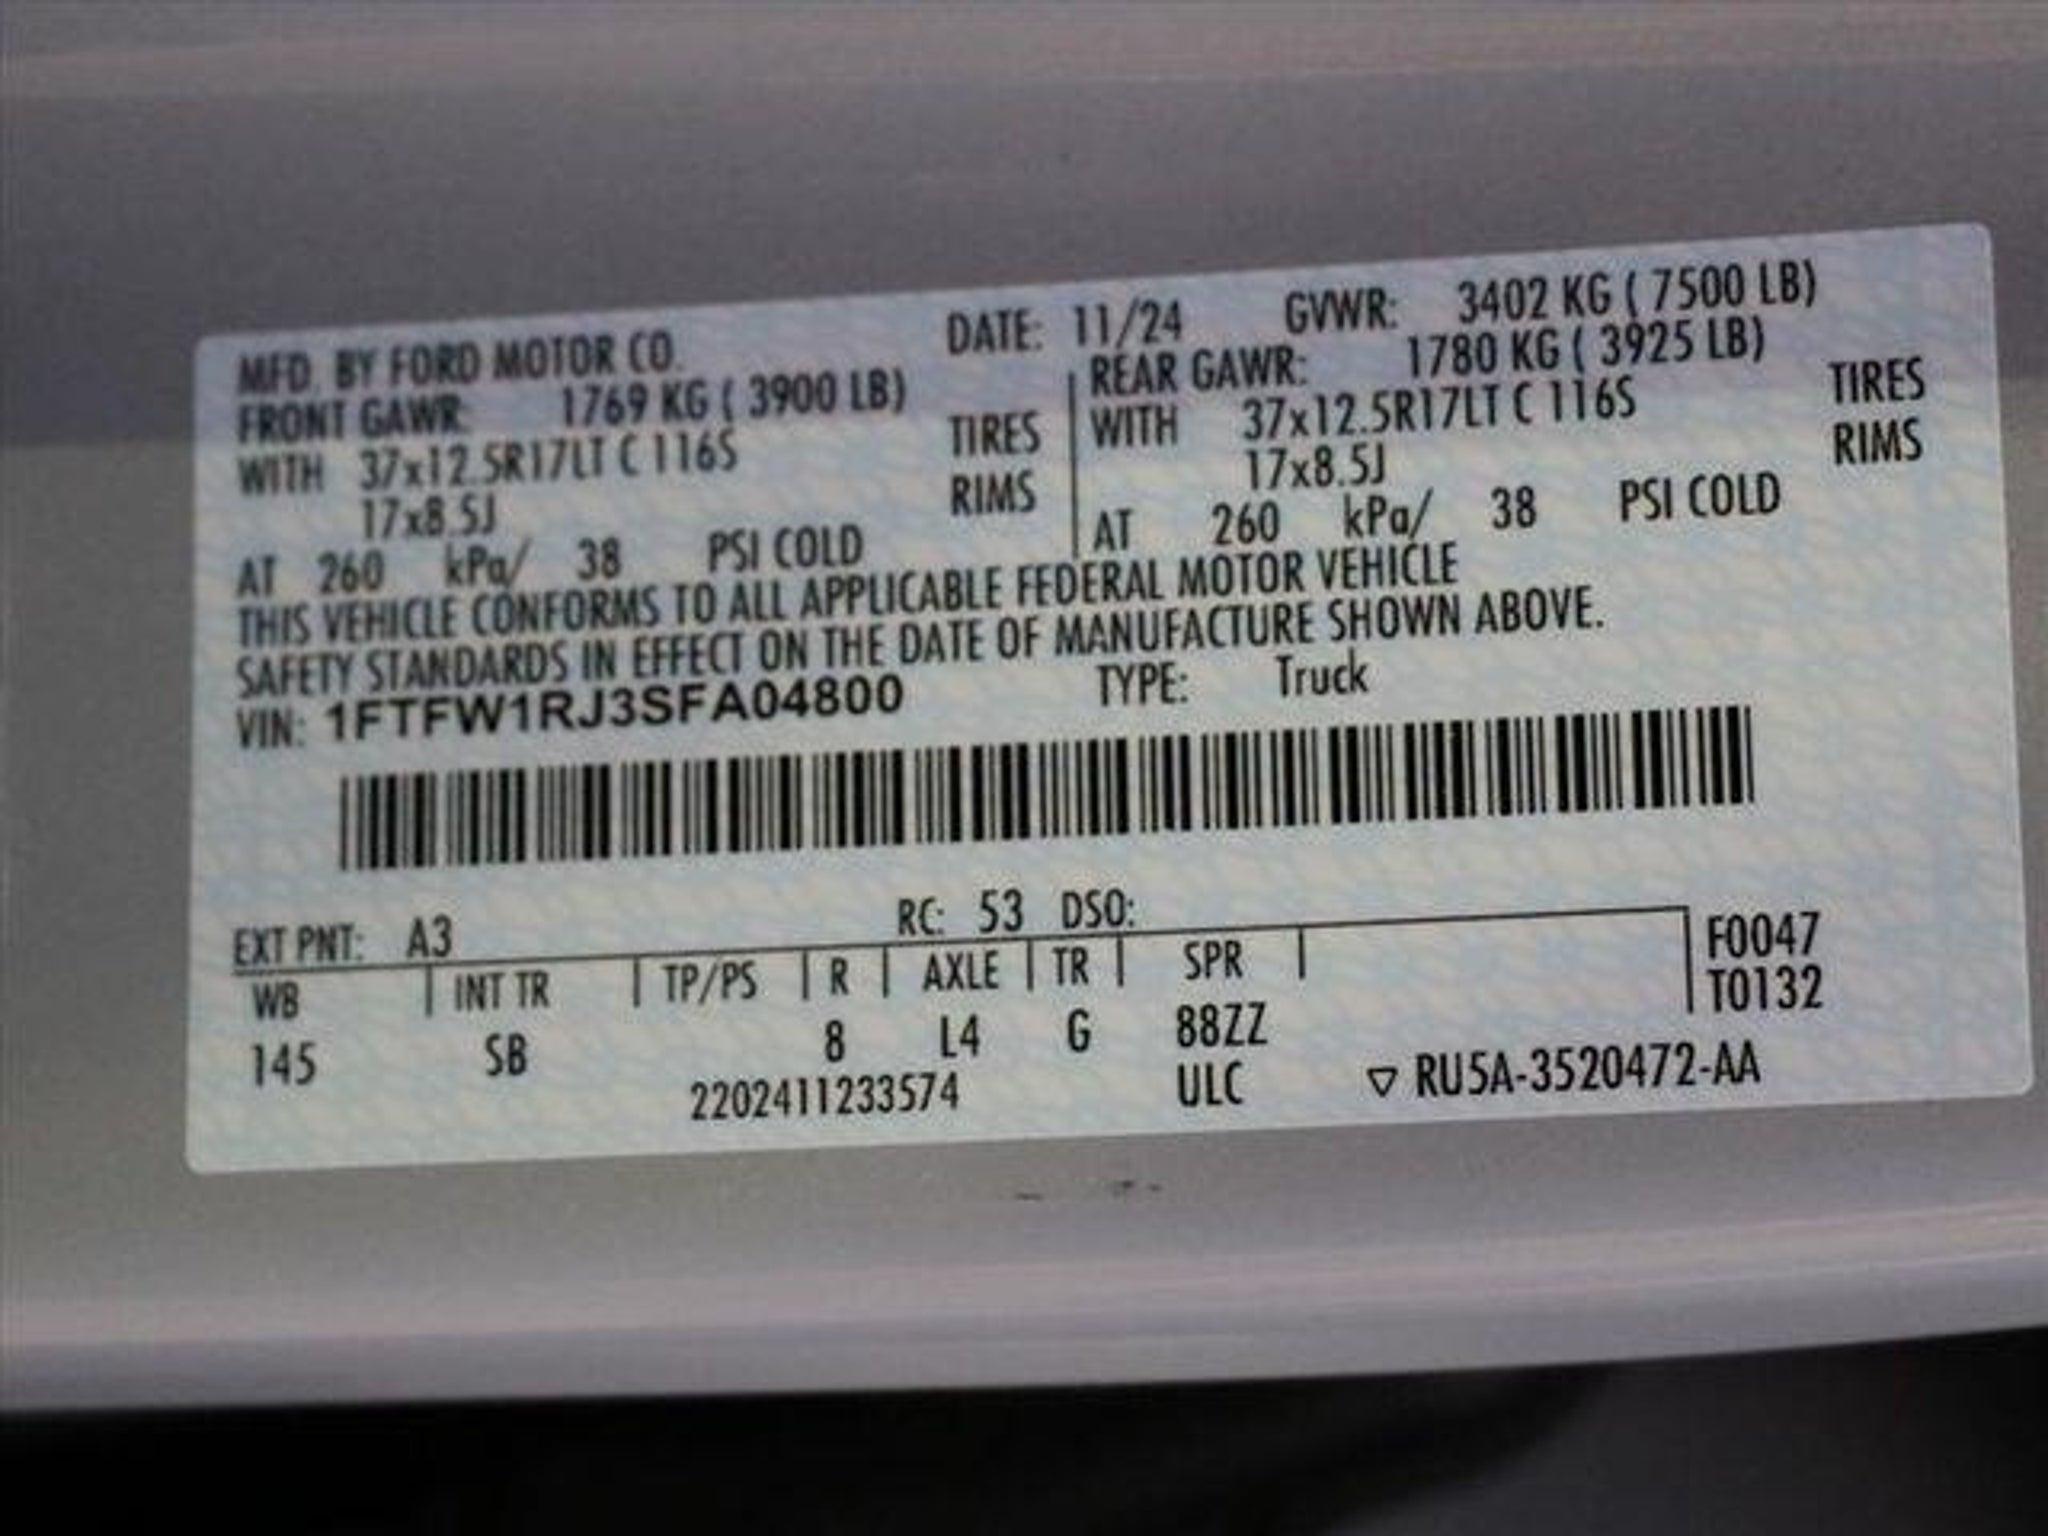 MFD. BY FORD MOTOR CO. DATE: 11/24 GVWR: 3402 KG ( 7500 LB)
FRONT GAWR: 1769 KG ( 3900 LB)
WITH 37x12.5R17LT C 116S TIRES
17x8.5J RIMS
AT 260 kPa/ 38 PSI COLD
REAR GAWR: 1780 KG ( 3925 LB)
WITH 37x12.5R17LT C 116S TIRES
17x8.5J RIMS
AT 260 kPa/ 38 PSI COLD
THIS VEHICLE CONFORMS TO ALL APPLICABLE FEDERAL MOTOR VEHICLE
SAFETY STANDARDS IN EFFECT ON THE DATE OF MANUFACTURE SHOWN ABOVE.
VIN: 1FTFW1RJ3SFA04800 TYPE: Truck
EXT PNT: A3 RC: 53 DSO:
WB INT TR TP/PS R AXLE TR SPR F0047
T0132
145 SB 8 L4 G 88ZZ
2202411233574 ULC ▽ RU5A-3520472-AA